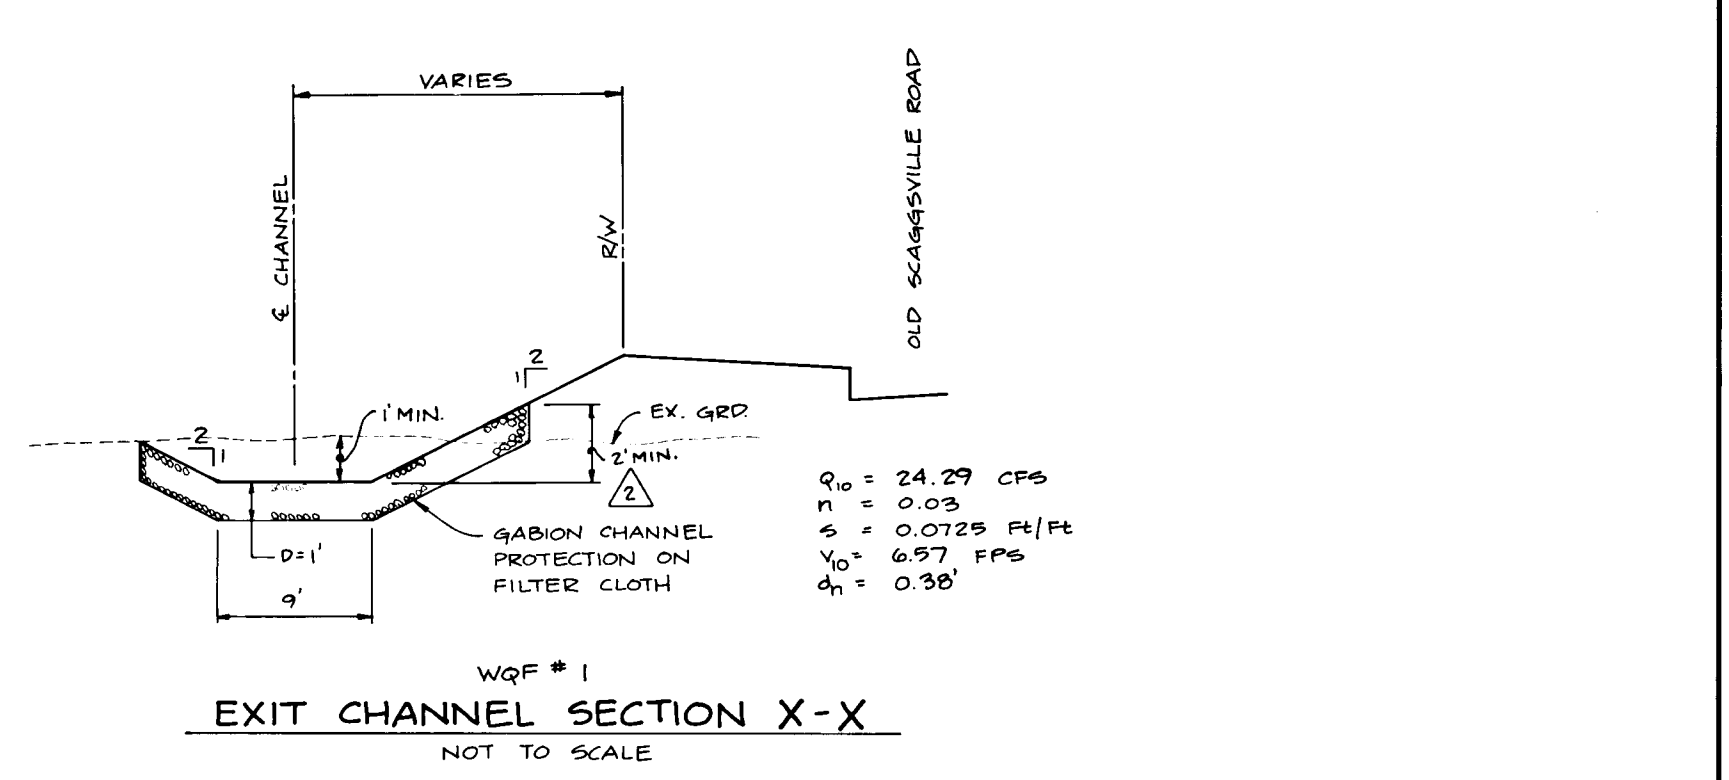 VARIES
OLD SCAGGSVILLE ROAD
℄ CHANNEL
R/W
2
1
1' MIN.
EX. GRD.
2
1
2' MIN.
2
D=1'
9'
GABION CHANNEL
PROTECTION ON
FILTER CLOTH
Q10 = 24.29 CFS
n = 0.03
s = 0.0725 Ft/Ft
V10 = 6.57 FPS
dn = 0.38'
WQF # 1
EXIT CHANNEL SECTION X-X
NOT TO SCALE